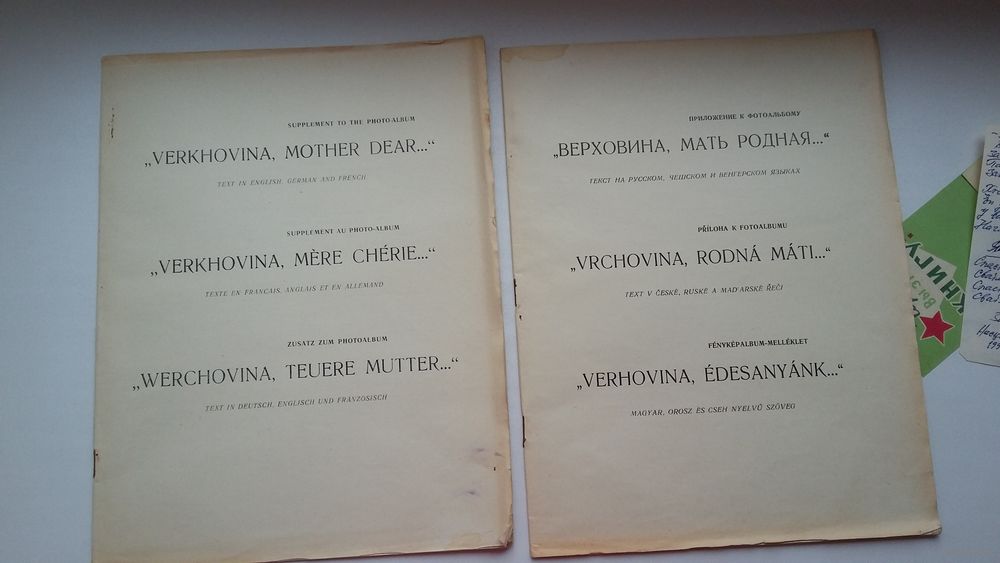 SUPPLEMENT TO THE PHOTO-ALBUM
„VERKHOVINA, MOTHER DEAR...“
TEXT IN ENGLISH, GERMAN AND FRENCH
SUPPLEMENT AU PHOTO-ALBUM
„VERKHOVINA, MÈRE CHÉRIE...“
TEXTE EN FRANCAIS, ANGLAIS ET EN ALLEMAND
ZUSATZ ZUM PHOTOALBUM
„WERCHOVINA, TEUERE MUTTER...“
TEXT IN DEUTSCH, ENGLISCH UND FRANZÖSISCH
ПРИЛОЖЕНИЕ К ФОТОАЛЬБОМУ
„ВЕРХОВИНА, МАТЬ РОДНАЯ...“
ТЕКСТ НА РУССКОМ, ЧЕШСКОМ И ВЕНГЕРСКОМ ЯЗЫКАХ
PŘÍLOHA K FOTOALBUMU
„VRCHOVINA, RODNÁ MÁTI...“
TEXT V ČESKÉ, RUSKÉ A MAĎARSKÉ ŘEČI
FÉNYKÉPALBUM-MELLÉKLET
„VERHOVINA, ÉDESANYÁNK...“
MAGYAR, OROSZ ÉS CSEH NYELVŰ SZÖVEG
КНИГУ